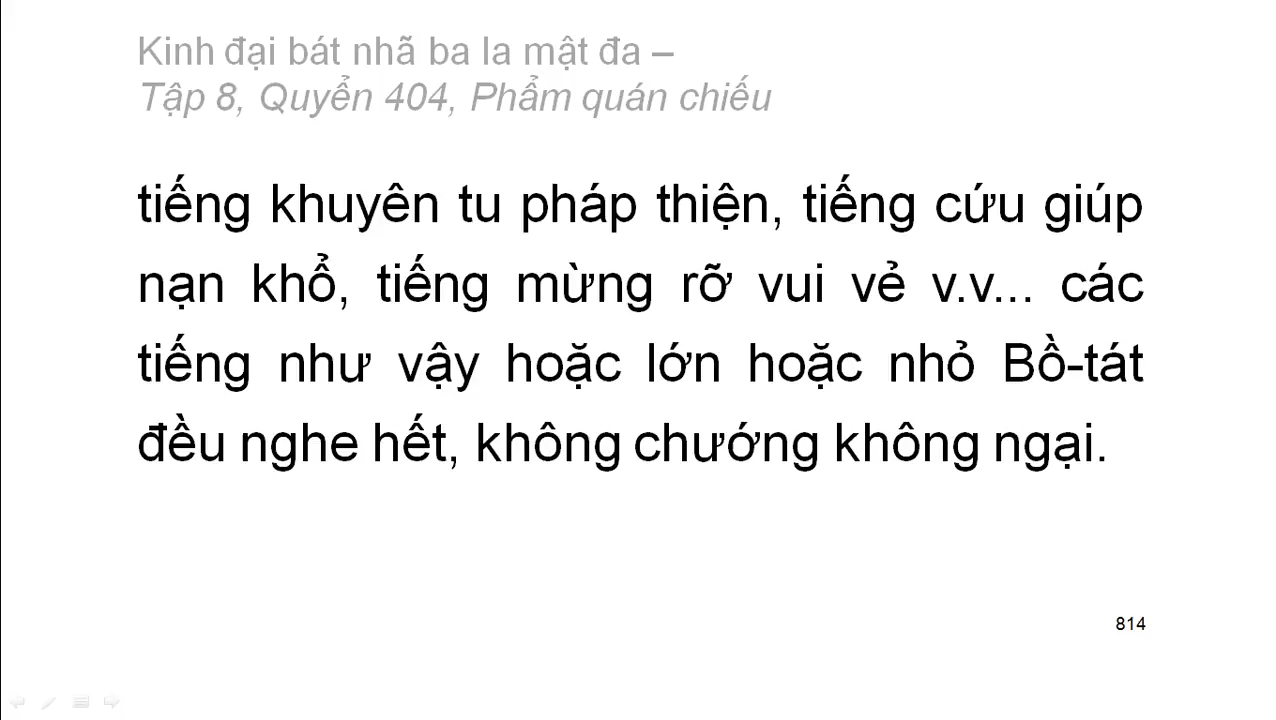 Kinh đại bát nhã ba la mật đa –
Tập 8, Quyển 404, Phẩm quán chiếu
tiếng khuyên tu pháp thiện, tiếng cứu giúp
nạn khổ, tiếng mừng rỡ vui vẻ v.v... các
tiếng như vậy hoặc lớn hoặc nhỏ Bồ-tát
đều nghe hết, không chướng không ngại.
814